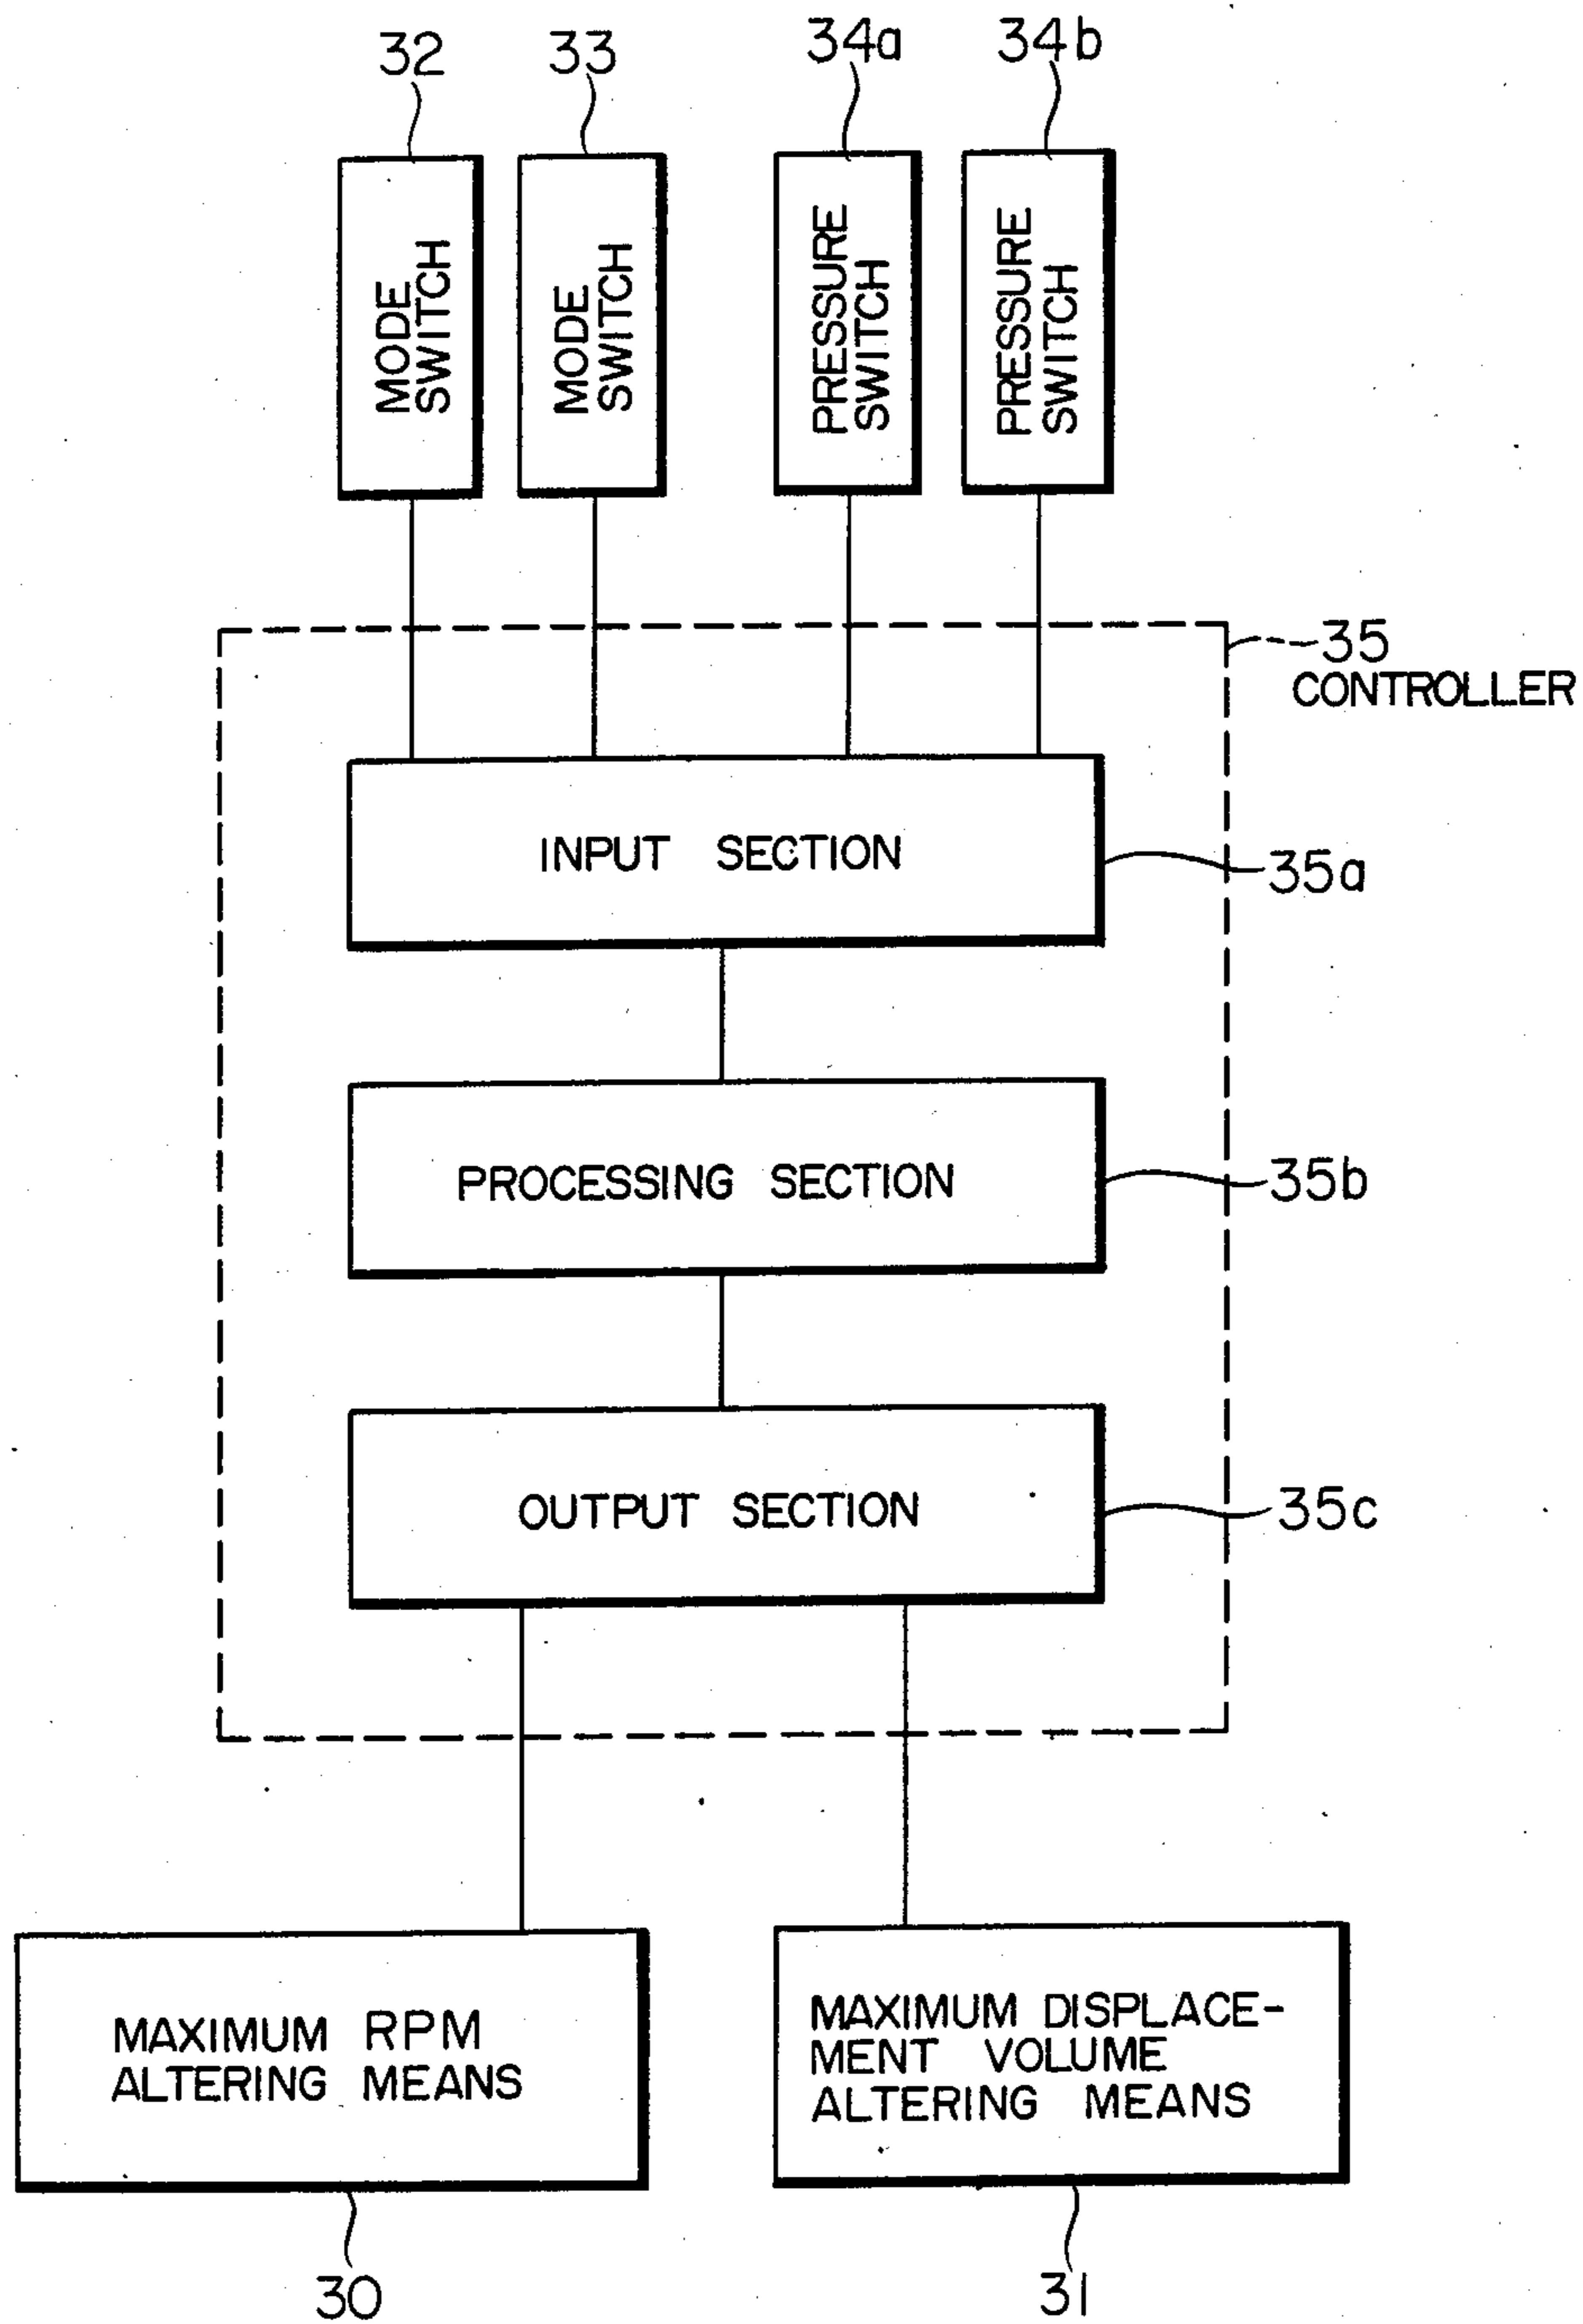 32
33
34a
34b
MODE
SWITCH
MODE
SWITCH
PRESSURE
SWITCH
PRESSURE
SWITCH
35
CONTROLLER
INPUT SECTION
35a
PROCESSING SECTION
35b
OUTPUT SECTION
35c
MAXIMUM RPM
ALTERING MEANS
MAXIMUM DISPLACE-
MENT VOLUME
ALTERING MEANS
30
31